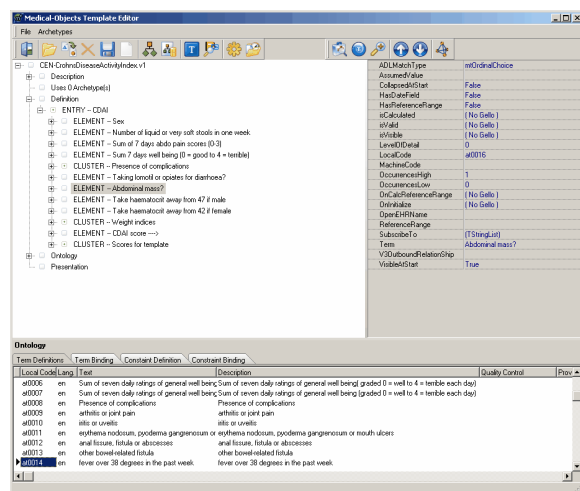 Medical-Objects Template Editor
File Archetypes
CEN-CrohnsDiseaseActivityIndex.v1
Description
Uses 0 Archetype(s)
Definition
ENTRY -- CDAI
ELEMENT -- Sex
ELEMENT -- Number of liquid or very soft stools in one week
ELEMENT -- Sum of 7 days abdo pain scores (0-3)
ELEMENT -- Sum 7 days well being (0 = good to 4 = terrible)
CLUSTER -- Presence of complications
ELEMENT -- Taking lomotil or opiates for diarrhoea?
ELEMENT -- Abdominal mass?
ELEMENT -- Take haematocrit away from 47 if male
ELEMENT -- Take haematocrit away from 42 if female
CLUSTER -- Weight indices
ELEMENT -- CDAI score --->
CLUSTER -- Scores for template
Ontology
Presentation
ADLMatchType mtOrdinalChoice
AssumedValue
CollapsedAtStart False
HasDateField False
HasReferenceRange False
isCalculated ( No Gello )
isValid ( No Gello )
isVisible ( No Gello )
LevelOfDetail 0
LocalCode at0016
MachineCode
OccurrencesHigh 1
OccurrencesLow 0
OnCalcReferenceRange ( No Gello )
OnInitialize ( No Gello )
OpenEHRName
ReferenceRange
SubscribeTo (TStringList)
Term Abdominal mass?
V3OutboundRelationShip
VisibleAtStart True
Ontology
Term Definitions Term Binding Constaint Definition Constraint Binding
Local Code Lang. Text Description Quality Control Prov
at0006 en Sum of seven daily ratings of general well being Sum of seven daily ratings of general well being( graded 0 = well to 4 = terrible each day)
at0007 en Sum of seven daily ratings of general well being Sum of seven daily ratings of general well being (graded 0 = well to 4 = terrible each day)
at0008 en Presence of complications Presence of complications
at0009 en arthritis or joint pain arthritis or joint pain
at0010 en iritis or uveitis iritis or uveitis
at0011 en erythema nodosum, pyoderma gangrenosum or erythema nodosum, pyoderma gangrenosum or mouth ulcers
at0012 en anal fissure, fistula or abscesses anal fissure, fistula or abscesses
at0013 en other bowel-related fistula other bowel-related fistula
at0014 en fever over 38 degrees in the past week fever over 38 degrees in the past week